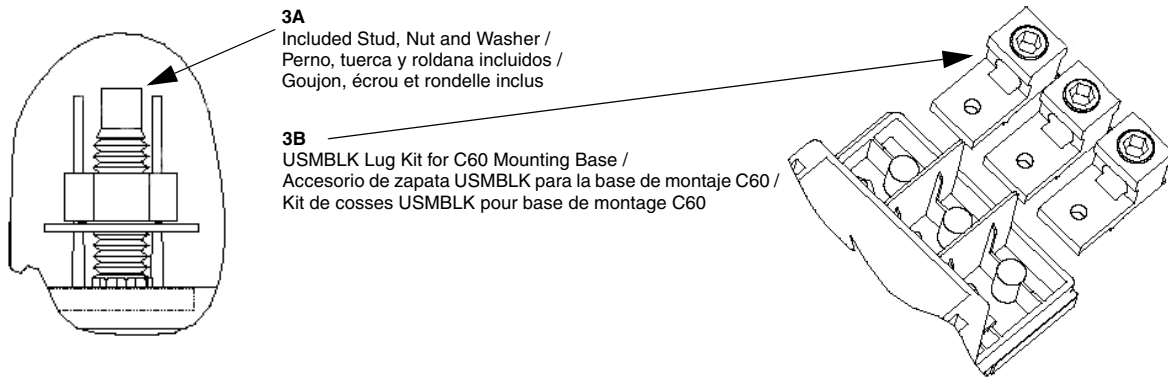 3A
Included Stud, Nut and Washer /
Perno, tuerca y roldana incluidos /
Goujon, écrou et rondelle inclus
3B
USMBLK Lug Kit for C60 Mounting Base /
Accesorio de zapata USMBLK para la base de montaje C60 /
Kit de cosses USMBLK pour base de montage C60